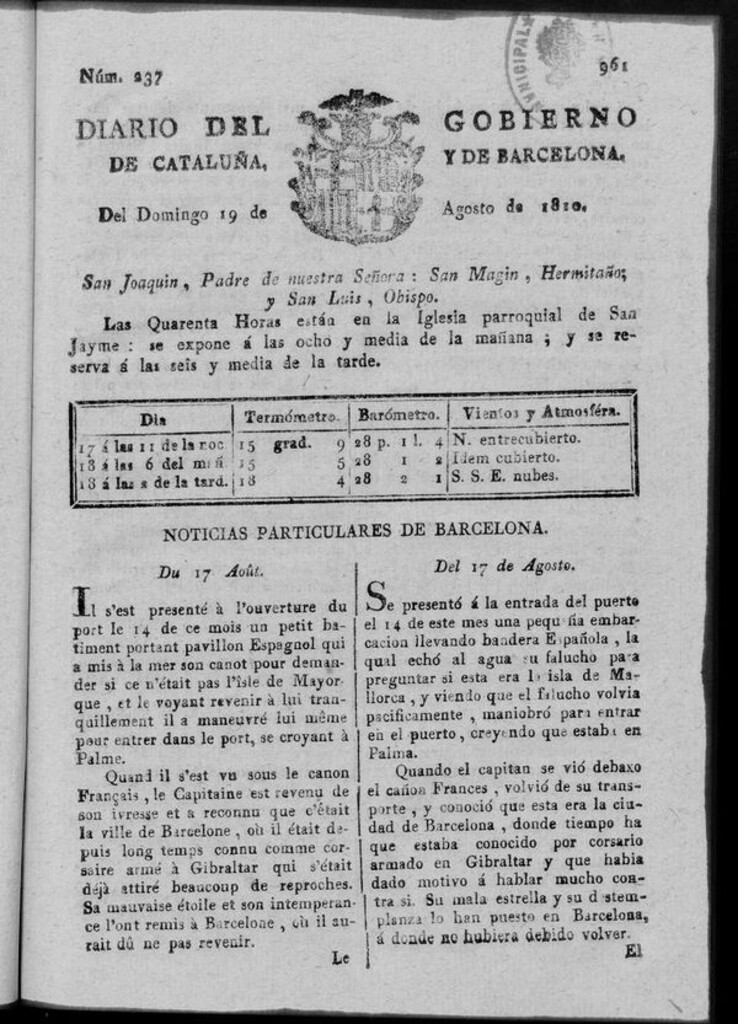 Núm. 237
961
MUNICIPAL
DIARIO DEL GOBIERNO
DE CATALUÑA, Y DE BARCELONA.
Del Domingo 19 de Agosto de 1810.
San Joaquin, Padre de nuestra Señora: San Magin, Hermitaño;
y San Luis, Obispo.
Las Quarenta Horas están en la Iglesia parroquial de San
Jayme: se expone á las ocho y media de la mañana; y se re-
serva á las seis y media de la tarde.
Dia Termómetro. Barómetro. Vientos y Atmosféra.
17 á las 11 de la noc 15 grad. 9 28 p. 1 l. 4 N. entrecubierto.
18 á las 6 del mañ. 15 5 28 1 2 Idem cubierto.
18 á las 2 de la tard. 18 4 28 2 1 S. S. E. nubes.
NOTICIAS PARTICULARES DE BARCELONA.
Du 17 Août.
Il s'est presenté à l'ouverture du
port le 14 de ce mois un petit ba-
timent portant pavillon Espagnol qui
a mis à la mer son canot pour deman-
der si ce n'était pas l'isle de Mayor-
que, et le voyant revenir à lui tran-
quillement il a maneuvré lui même
pour entrer dans le port, se croyant à
Palme.
Quand il s'est vu sous le canon
Français, le Capitaine est revenu de
son ivresse et a reconnu que c'était
la ville de Barcelone, où il était de-
puis long temps connu comme cor-
saire armé à Gibraltar qui s'était
déjà attiré beaucoup de reproches.
Sa mauvaise étoile et son intemperan-
ce l'ont remis à Barcelone, où il au-
rait dû ne pas revenir.
Le
Del 17 de Agosto.
Se presentó á la entrada del puerto
el 14 de este mes una pequeña embar-
cacion llevando bandera Española, la
qual echó al agua su falucho para
preguntar si esta era la isla de Ma-
llorca, y viendo que el falucho volvia
pacificamente, maniobró para entrar
en el puerto, creyendo que estaba en
Palma.
Quando el capitan se vió debaxo
el cañon Frances, volvió de su trans-
porte, y conoció que esta era la ciu-
dad de Barcelona, donde tiempo ha
que estaba conocido por corsario
armado en Gibraltar y que habia
dado motivo á hablar mucho con-
tra si. Su mala estrella y su destem-
planza lo han puesto en Barcelona,
á donde no hubiera debido volver.
El